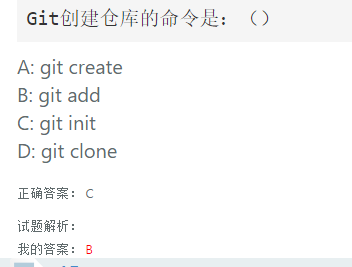 Git创建仓库的命令是：（）
A: git create
B: git add
C: git init
D: git clone
正确答案： C
试题解析：
我的答案： B